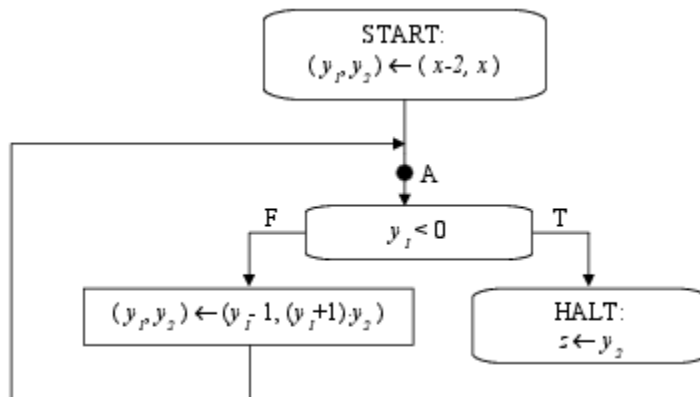 START:
(y₁, y₂) ← ( x-2, x)
A
F
y₁ < 0
T
(y₁, y₂) ← (y₁- 1, (y₁+1).y₂)
HALT:
z ← y₂